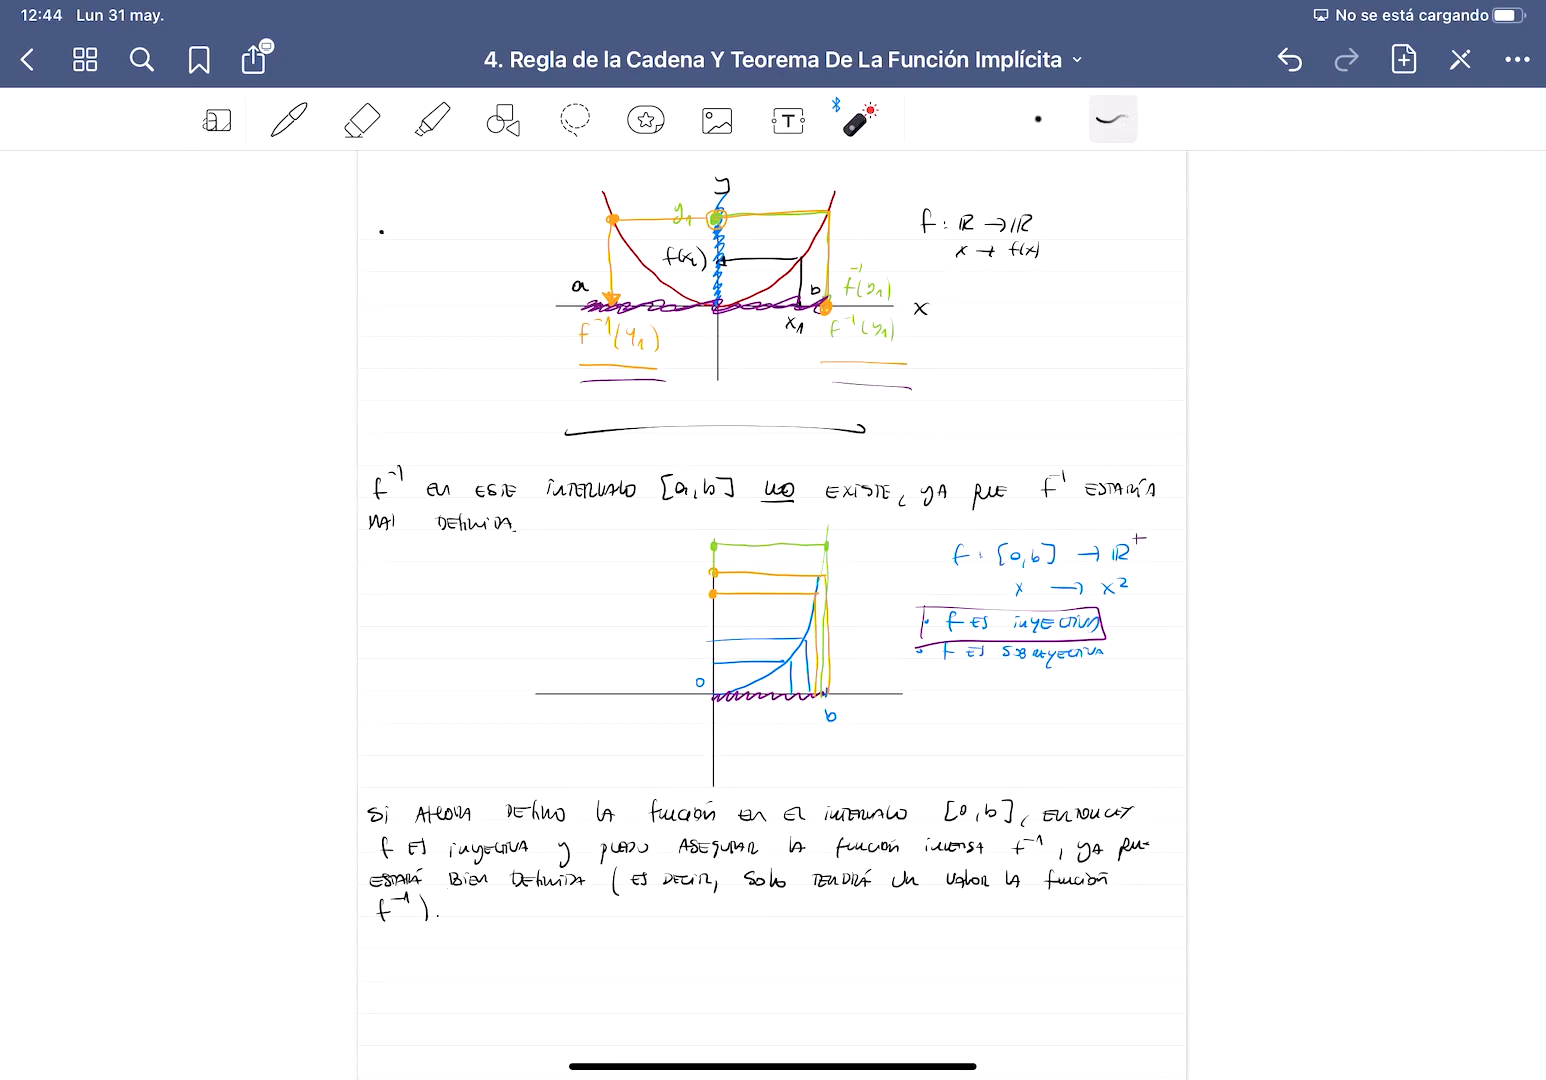 12:44 Lun 31 may.
No se está cargando
4. Regla de la Cadena Y Teorema De La Función Implícita
T
y
y₁
f : ℝ → ℝ
x → f(x)
f(x₁)
a
b
f⁻¹(y₁)
x
x₁
f⁻¹(y₁)
f⁻¹(y₁)
f⁻¹ EN ESTE INTERVALO [a,b] NO EXISTE, YA QUE f⁻¹ ESTARÍA
MAL DEFINIDA.
f : [0,b] → ℝ⁺
x → x²
· f ES INYECTIVA
· f ES SOBREYECTIVA
0
b
SI AHORA DEFINO LA FUNCIÓN EN EL INTERVALO [0,b], ENTONCES
f ES INYECTIVA Y PUEDO ASEGURAR LA FUNCIÓN INVERSA f⁻¹, YA QUE
ESTARÁ BIEN DEFINIDA (ES DECIR, SOLO TENDRÁ UN VALOR LA FUNCIÓN
f⁻¹).